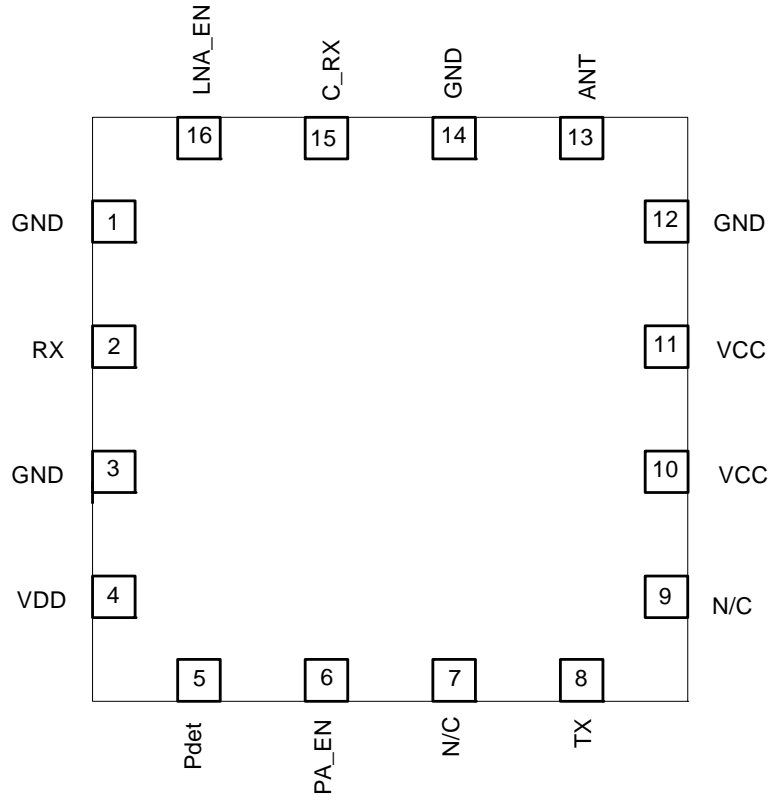 LNA_EN
C_RX
GND
ANT
16
15
14
13
GND
1
12
GND
RX
2
11
VCC
GND
3
10
VCC
VDD
4
9
N/C
5
6
7
8
Pdet
PA_EN
N/C
TX